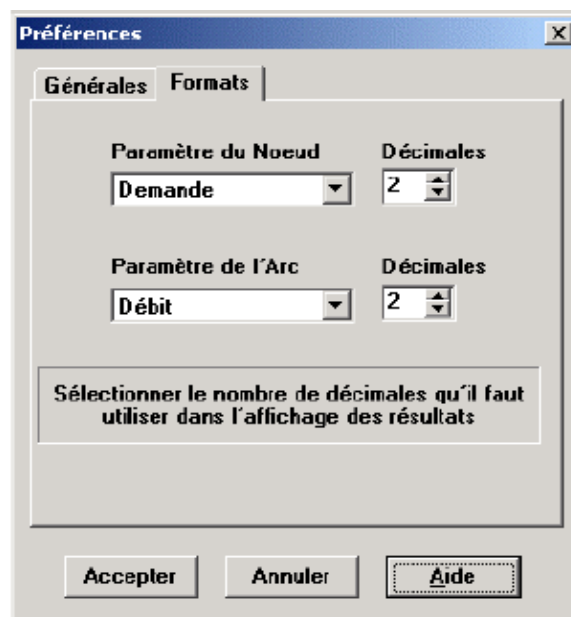 Préférences
Générales Formats
Paramètre du Noeud Décimales
Demande 2
Paramètre de l'Arc Décimales
Débit 2
Sélectionner le nombre de décimales qu'il faut
utiliser dans l'affichage des résultats
Accepter Annuler Aide